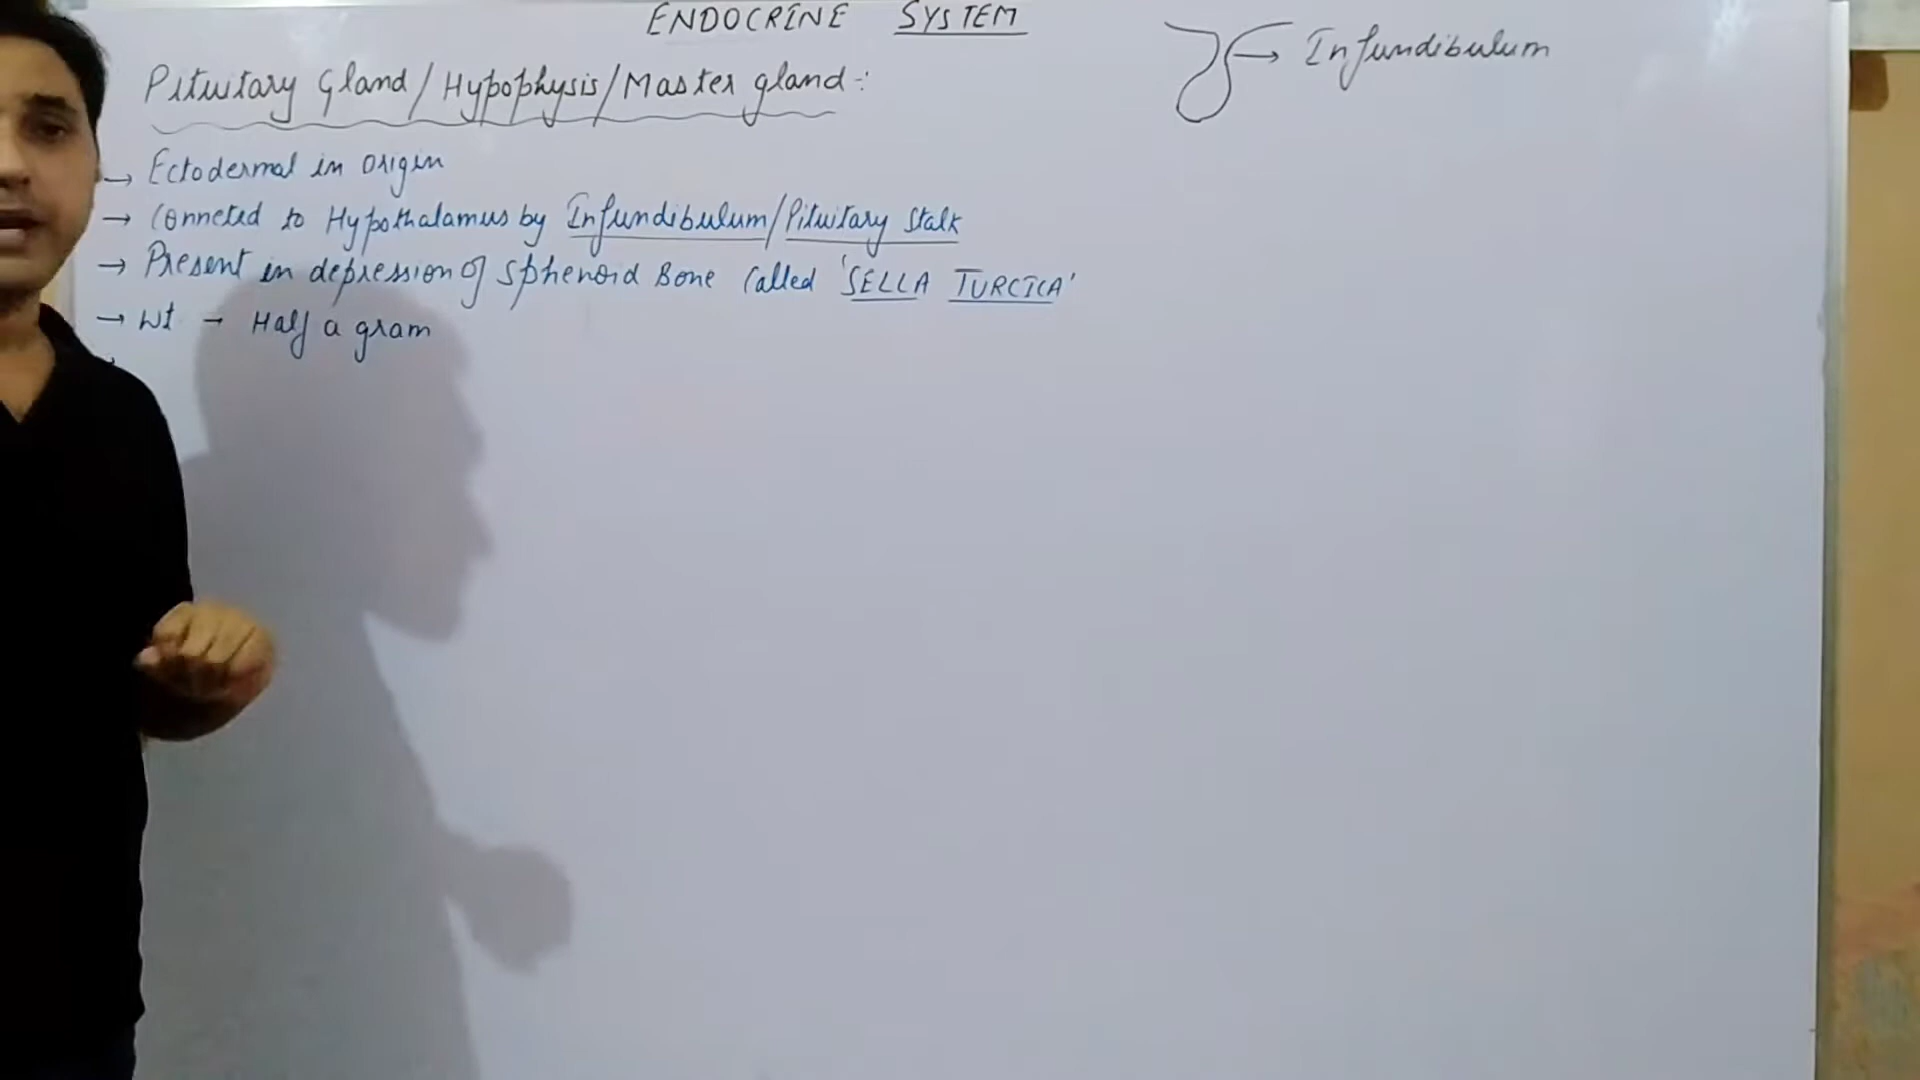 ENDOCRINE SYSTEM
Infundibulum
Pituitary Gland/Hypophysis/Master gland:
→ Ectodermal in origin
→ Conneted to Hypothalamus by Infundibulum/Pituitary Stalk
→ Present in depression of Sphenoid Bone Called 'SELLA TURCICA'
→ Wt → Half a gram